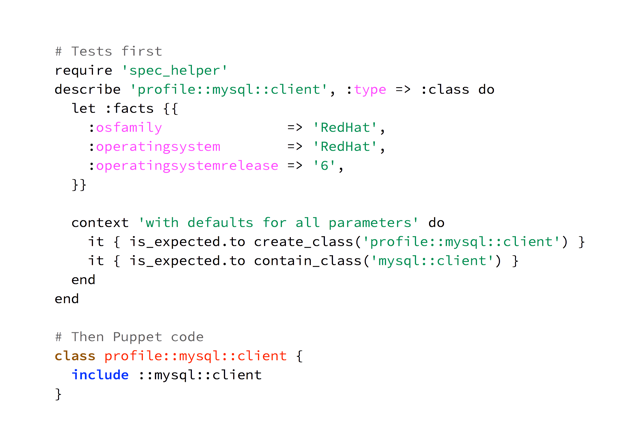 # Tests first
require 'spec_helper'
describe 'profile::mysql::client', :type => :class do
  let :facts {{
    :osfamily               => 'RedHat',
    :operatingsystem        => 'RedHat',
    :operatingsystemrelease => '6',
  }}
  context 'with defaults for all parameters' do
    it { is_expected.to create_class('profile::mysql::client') }
    it { is_expected.to contain_class('mysql::client') }
  end
end
# Then Puppet code
class profile::mysql::client {
  include ::mysql::client
}